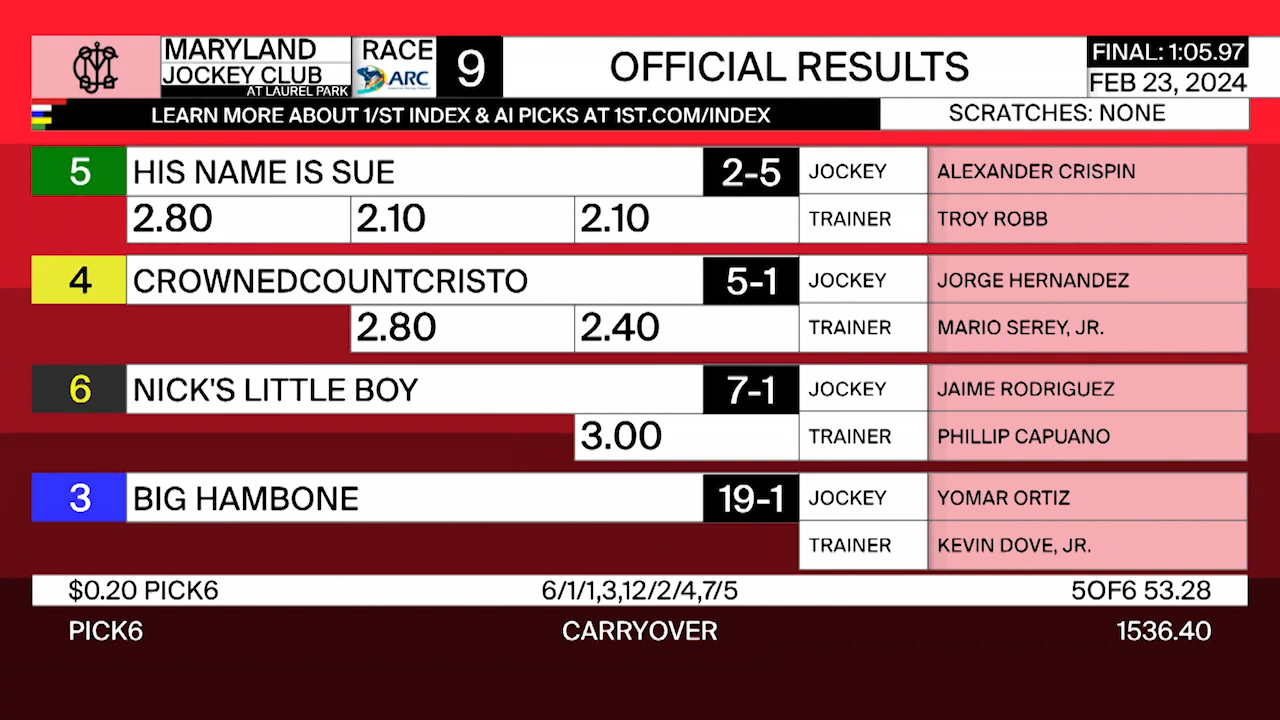 MARYLAND
JOCKEY CLUB
AT LAUREL PARK
RACE
ARC
9
OFFICIAL RESULTS
FINAL: 1:05.97
FEB 23, 2024
LEARN MORE ABOUT 1/ST INDEX & AI PICKS AT 1ST.COM/INDEX
SCRATCHES: NONE
5 HIS NAME IS SUE 2-5 JOCKEY ALEXANDER CRISPIN
2.80 2.10 2.10 TRAINER TROY ROBB
4 CROWNEDCOUNTCRISTO 5-1 JOCKEY JORGE HERNANDEZ
2.80 2.40 TRAINER MARIO SEREY, JR.
6 NICK'S LITTLE BOY 7-1 JOCKEY JAIME RODRIGUEZ
3.00 TRAINER PHILLIP CAPUANO
3 BIG HAMBONE 19-1 JOCKEY YOMAR ORTIZ
TRAINER KEVIN DOVE, JR.
$0.20 PICK6 6/1/1,3,12/2/4,7/5 5OF6 53.28
PICK6 CARRYOVER 1536.40